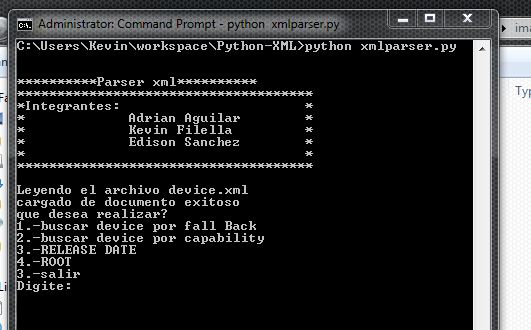 Administrator: Command Prompt - python xmlparser.py
C:\Users\Kevin\workspace\Python-XML>python xmlparser.py
**********Parser xml**********
*************************************
*Integrantes: *
* Adrian Aguilar *
* Kevin Filella *
* Edison Sanchez *
* *
*************************************
Leyendo el archivo device.xml
cargado de documento exitoso
que desea realizar?
1.-buscar device por fall Back
2.-buscar device por capability
3.-RELEASE DATE
4.-ROOT
3.-salir
Digite: